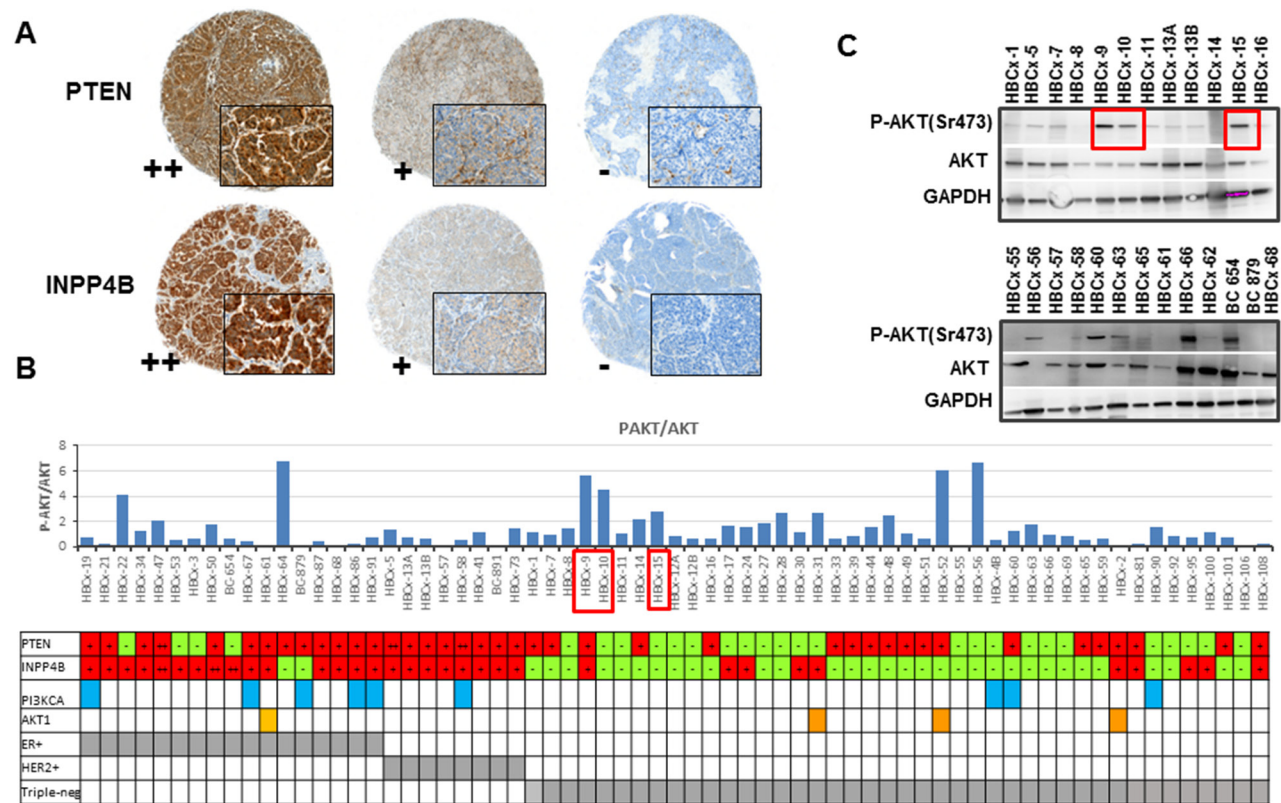 A
PTEN
++
+
-
INPP4B
++
+
-
C
HBCx-1
HBCx-5
HBCx-7
HBCx-8
HBCx-9
HBCx-10
HBCx-11
HBCx-13A
HBCx-13B
HBCx-14
HBCx-15
HBCx-16
P-AKT(Sr473)
AKT
GAPDH
HBCx-55
HBCx-56
HBCx-57
HBCx-58
HBCx-60
HBCx-63
HBCx-65
HBCx-61
HBCx-66
HBCx-62
BC 654
BC 879
HBCx-68
P-AKT(Sr473)
AKT
GAPDH
B
PAKT/AKT
P-AKT/AKT
8
6
4
2
0
HBCx-19
HBCx-21
HBCx-22
HBCx-34
HBCx-47
HBCx-53
HBCx-3
HBCx-50
BC-654
HBCx-67
HBCx-61
HBCx-64
BC-879
HBCx-87
HBCx-68
HBCx-86
HBCx-91
HBCx-5
HBCx-13A
HBCx-13B
HBCx-57
HBCx-58
HBCx-41
BC-891
HBCx-73
HBCx-1
HBCx-7
HBCx-8
HBCx-9
HBCx-10
HBCx-11
HBCx-14
HBCx-15
HBCx-12A
HBCx-12B
HBCx-16
HBCx-17
HBCx-24
HBCx-27
HBCx-28
HBCx-30
HBCx-31
HBCx-33
HBCx-39
HBCx-44
HBCx-48
HBCx-49
HBCx-51
HBCx-52
HBCx-55
HBCx-56
HBCx-4B
HBCx-60
HBCx-63
HBCx-66
HBCx-69
HBCx-65
HBCx-59
HBCx-2
HBCx-81
HBCx-90
HBCx-92
HBCx-95
HBCx-100
HBCx-101
HBCx-106
HBCx-108
PTEN
INPP4B
PI3KCA
AKT1
ER+
HER2+
Triple-neg